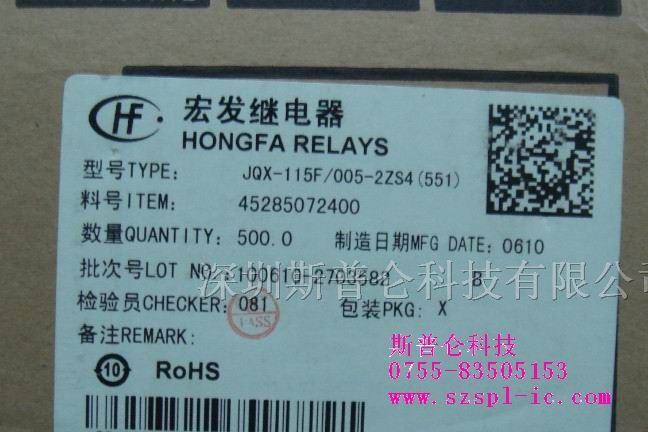 HF 宏发继电器
HONGFA RELAYS
型号TYPE: JQX-115F/005-2ZS4(551)
料号ITEM: 45285072400
数量QUANTITY: 500.0 制造日期MFG DATE: 0610
批次号LOT NO:
深圳斯普仑科技有限公司
检验员CHECKER: 081 包装PKG: X
PASS
备注REMARK:
10 RoHS
斯普仑科技
0755-83505153
www.szspl-ic.com